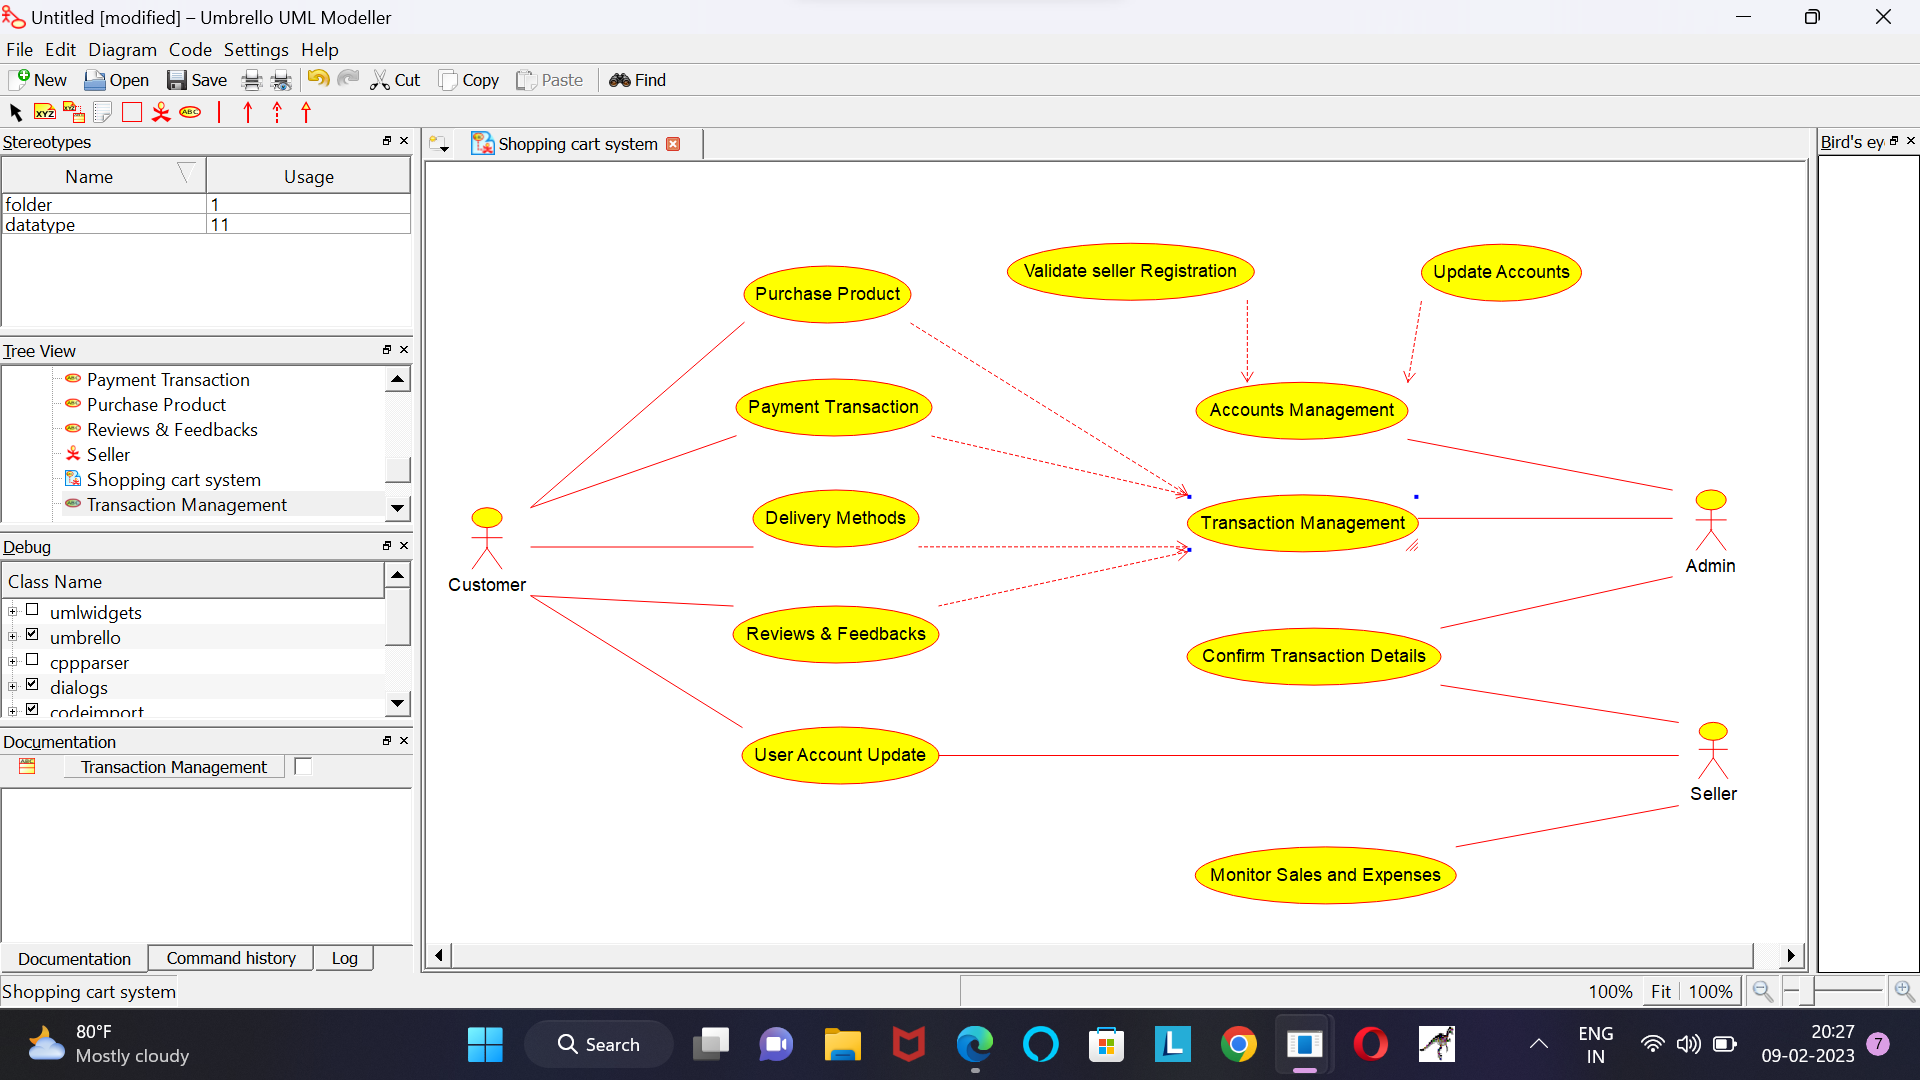 Untitled [modified] – Umbrello UML Modeller
File Edit Diagram Code Settings Help
New Open Save Cut Copy Paste Find
XYZ XYZ ABC
Stereotypes
Name Usage
folder 1
datatype 11
Tree View
Payment Transaction
Purchase Product
Reviews & Feedbacks
Seller
Shopping cart system
Transaction Management
Debug
Class Name
umlwidgets
umbrello
cppparser
dialogs
codeimport
Documentation
Transaction Management
Documentation Command history Log
Shopping cart system
Shopping cart system
Bird's ey
Validate seller Registration
Update Accounts
Purchase Product
Payment Transaction
Accounts Management
Delivery Methods
Transaction Management
Customer
Admin
Reviews & Feedbacks
Confirm Transaction Details
User Account Update
Seller
Monitor Sales and Expenses
100% Fit 100%
80°F
Mostly cloudy
Search
L
ENG
IN
20:27
09-02-2023
7